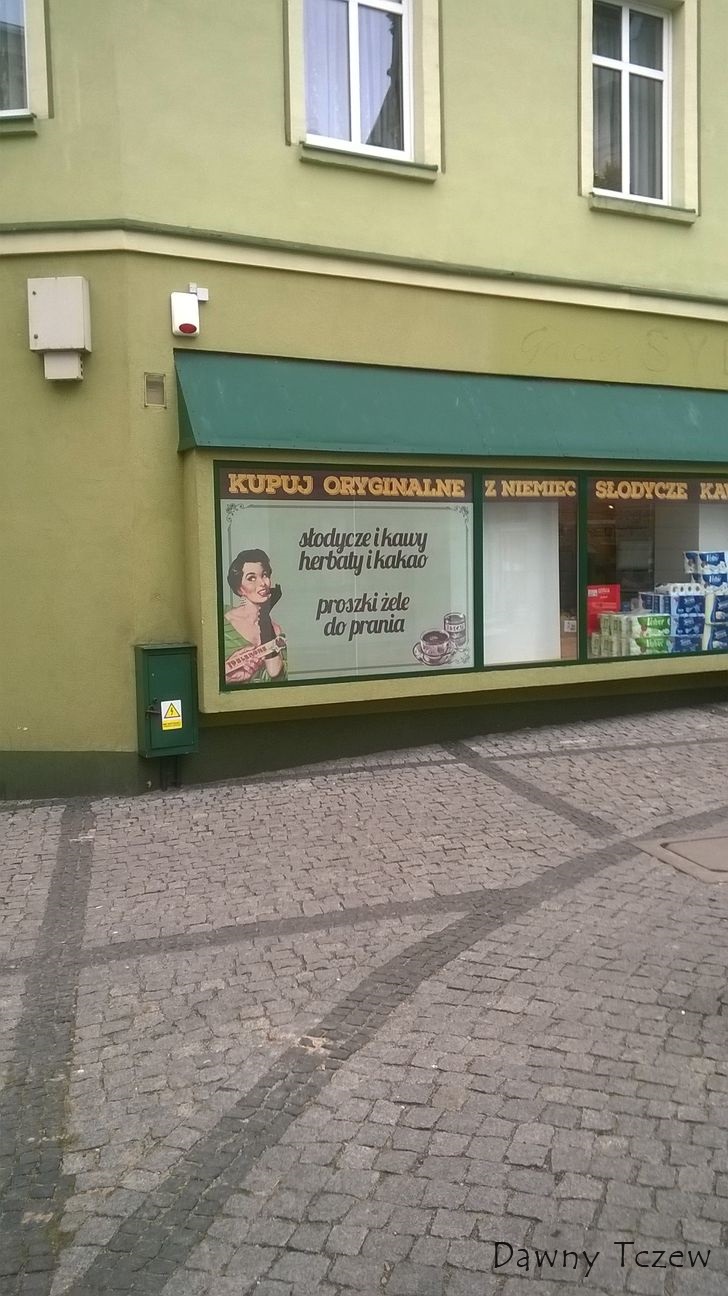 KUPUJ ORYGINALNE Z NIEMIEC SŁODYCZE
słodycze i kawy
herbaty i kakao
proszki żele
do prania
Dawny Tczew